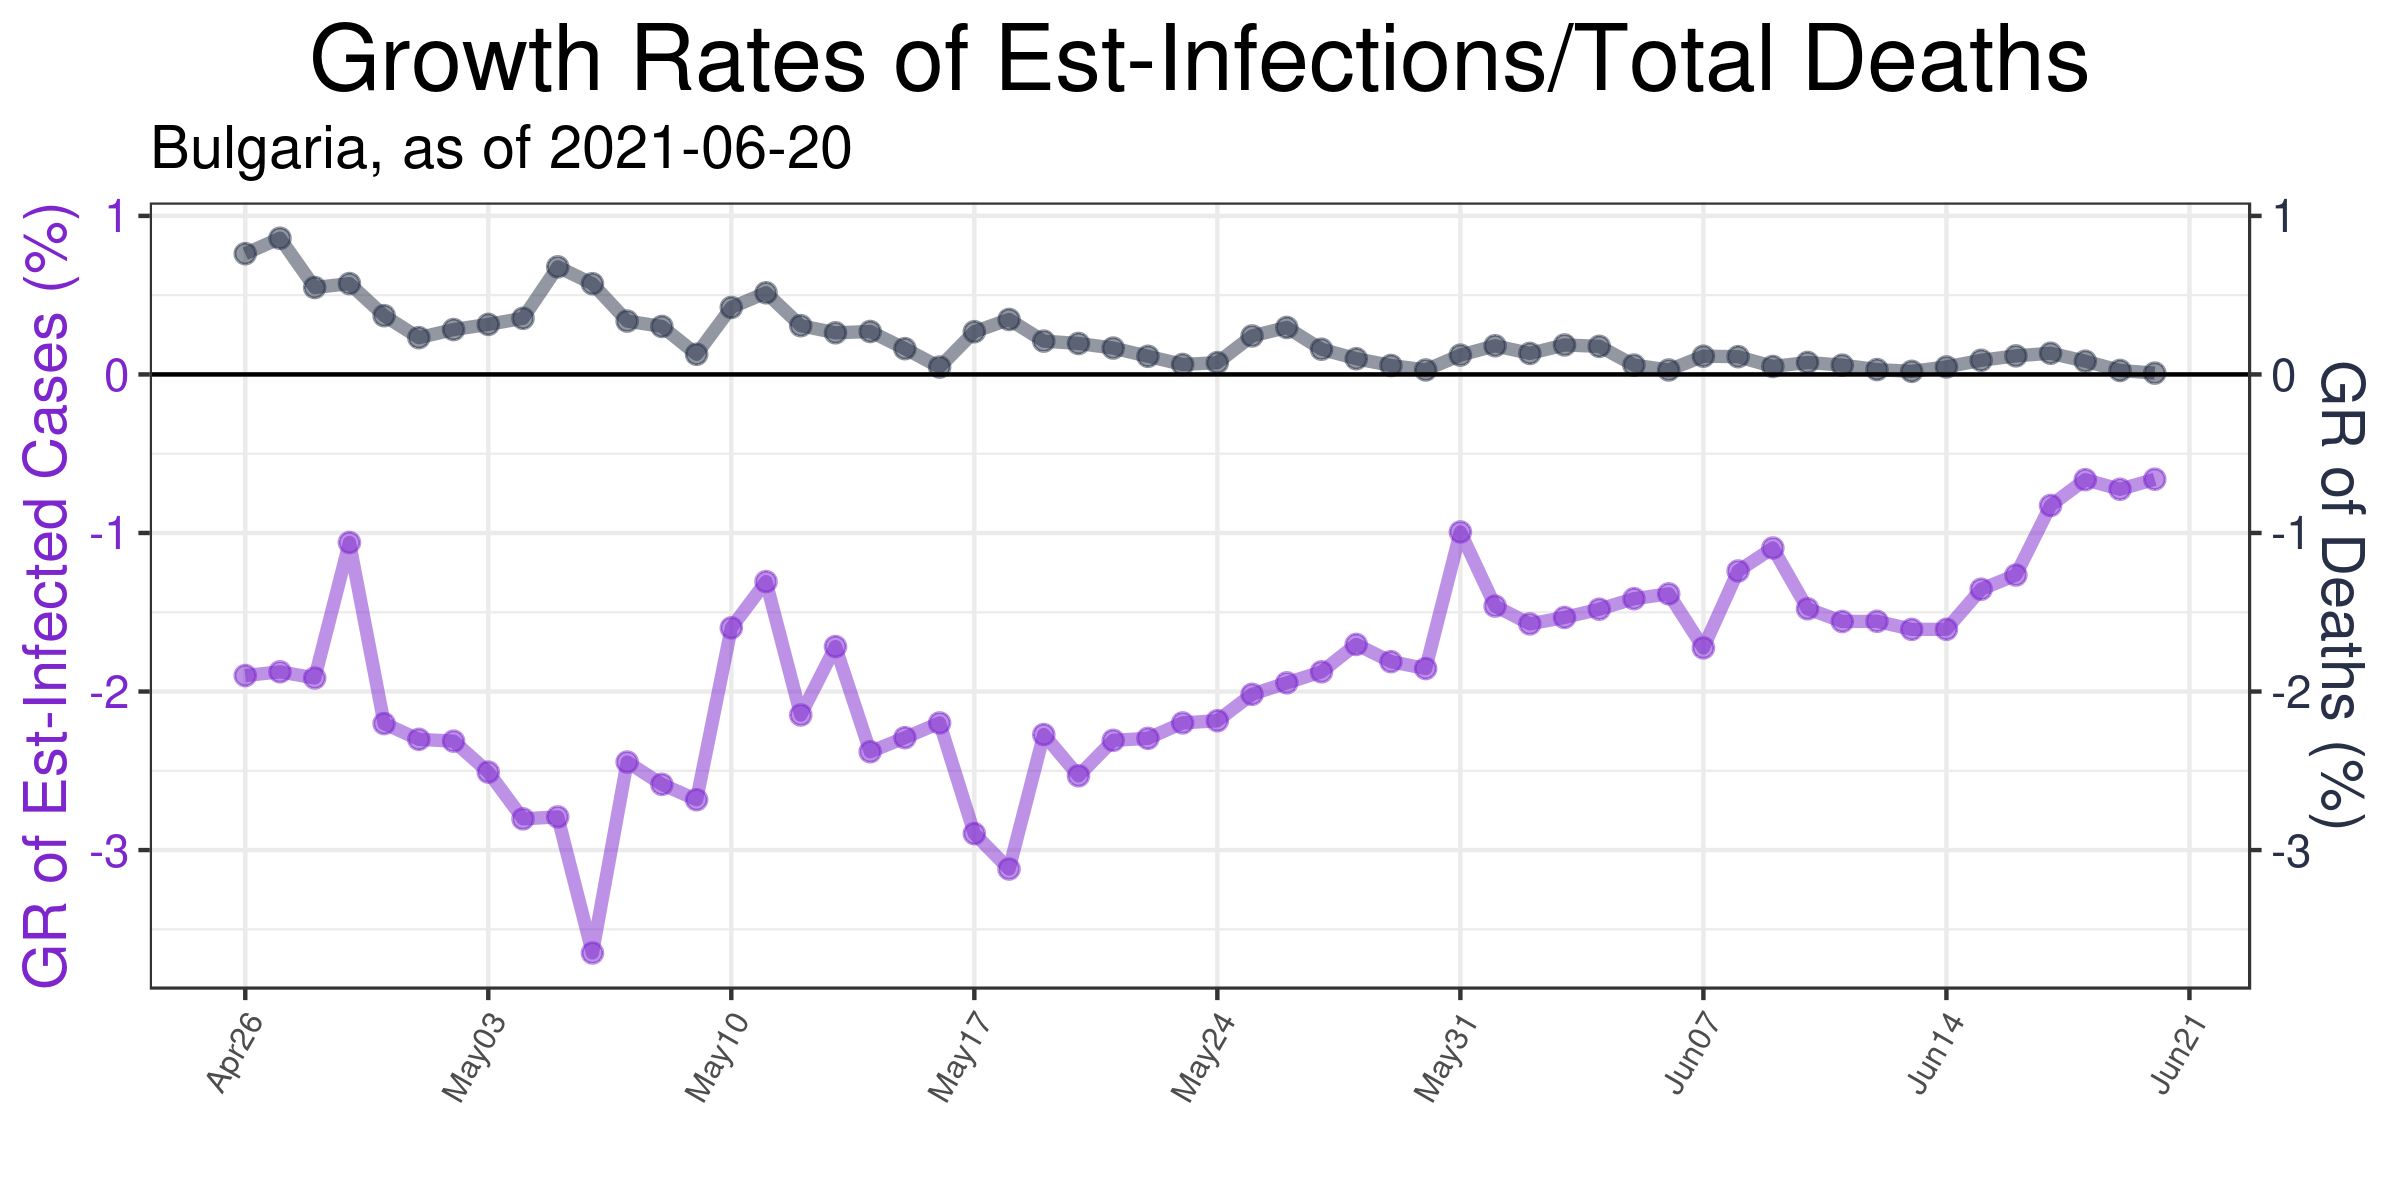 Growth Rates of Est-Infections/Total Deaths
Bulgaria, as of 2021-06-20
GR of Est-Infected Cases (%)
1
0
-1
-2
-3
1
0
-1
-2
-3
GR of Deaths (%)
Apr26
May03
May10
May17
May24
May31
Jun07
Jun14
Jun21